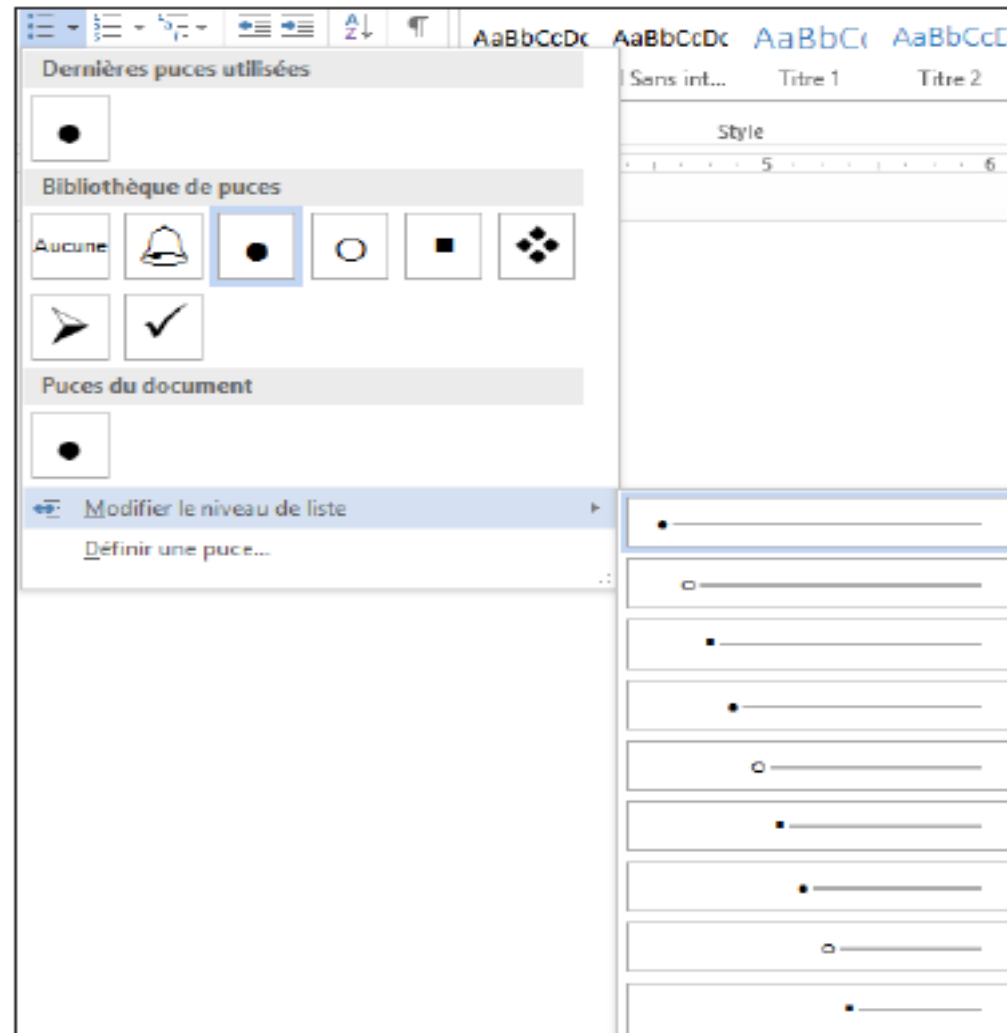 AaBbCcDc AaBbCcDc AaBbC( AaBbCcD
Dernières puces utilisées
l Sans int... Titre 1 Titre 2
Style
5 6
Bibliothèque de puces
Aucune
Puces du document
Modifier le niveau de liste
Définir une puce...